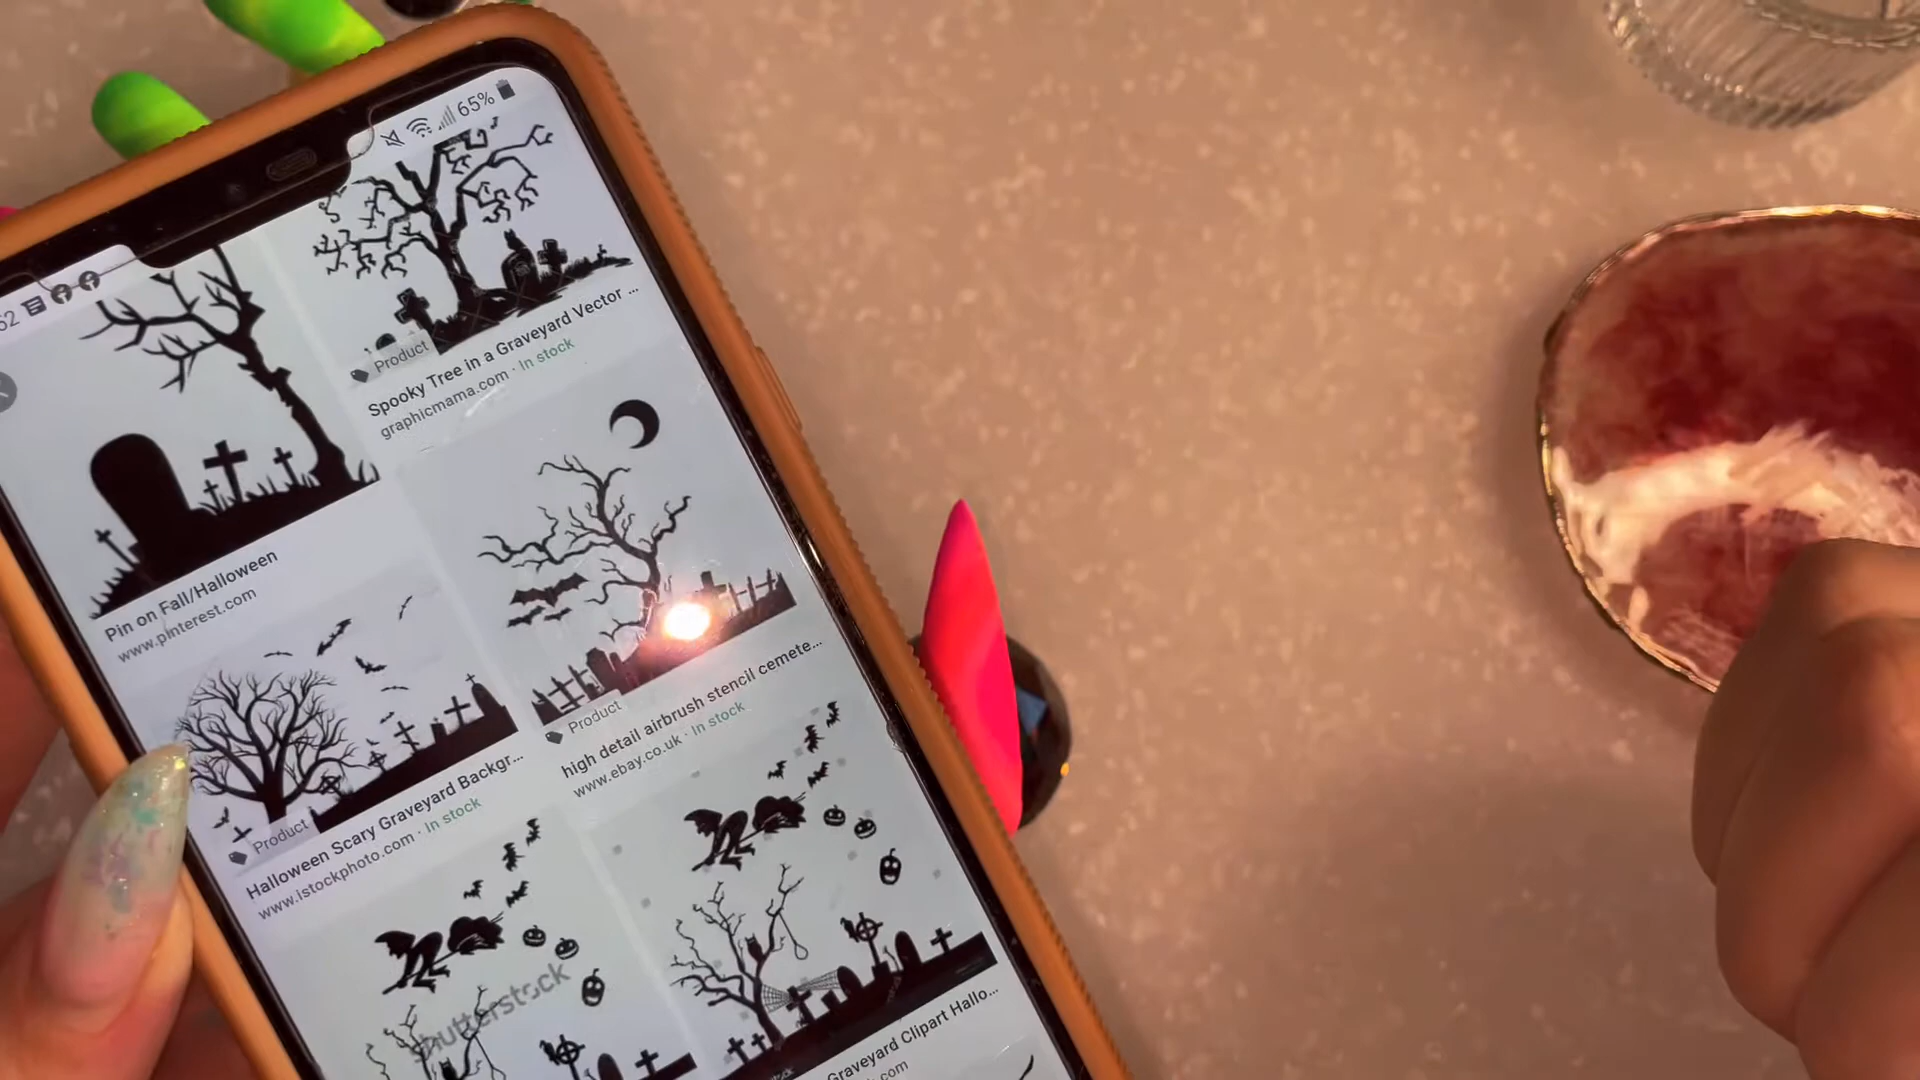 65%
52
Product
Spooky Tree in a Graveyard Vector ...
graphicmama.com · In stock
Pin on Fall/Halloween
www.pinterest.com
Product
high detail airbrush stencil cemete...
www.ebay.co.uk · In stock
Product
Halloween Scary Graveyard Backgr...
www.istockphoto.com · In stock
shutterstock
Graveyard Clipart Hallo...
.com